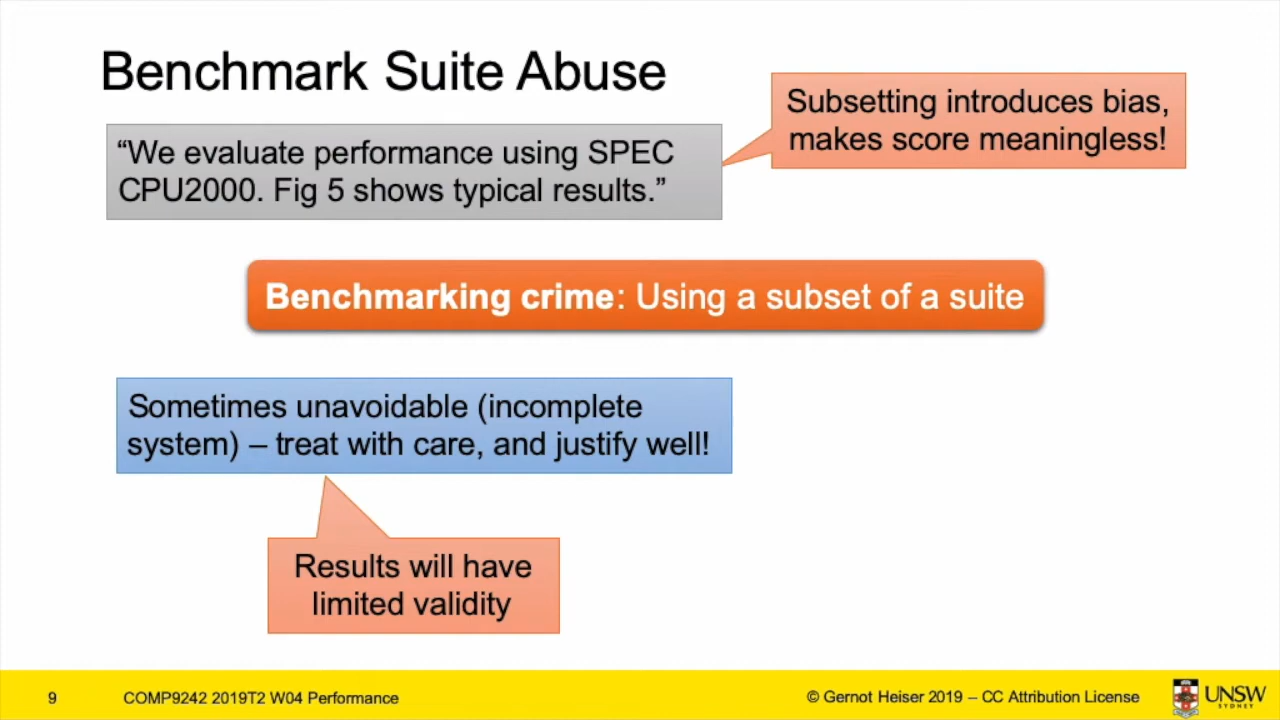 Benchmark Suite Abuse
Subsetting introduces bias,
makes score meaningless!
“We evaluate performance using SPEC
CPU2000. Fig 5 shows typical results.”
Benchmarking crime: Using a subset of a suite
Sometimes unavoidable (incomplete
system) – treat with care, and justify well!
Results will have
limited validity
9
COMP9242 2019T2 W04 Performance
© Gernot Heiser 2019 – CC Attribution License
UNSW
SYDNEY